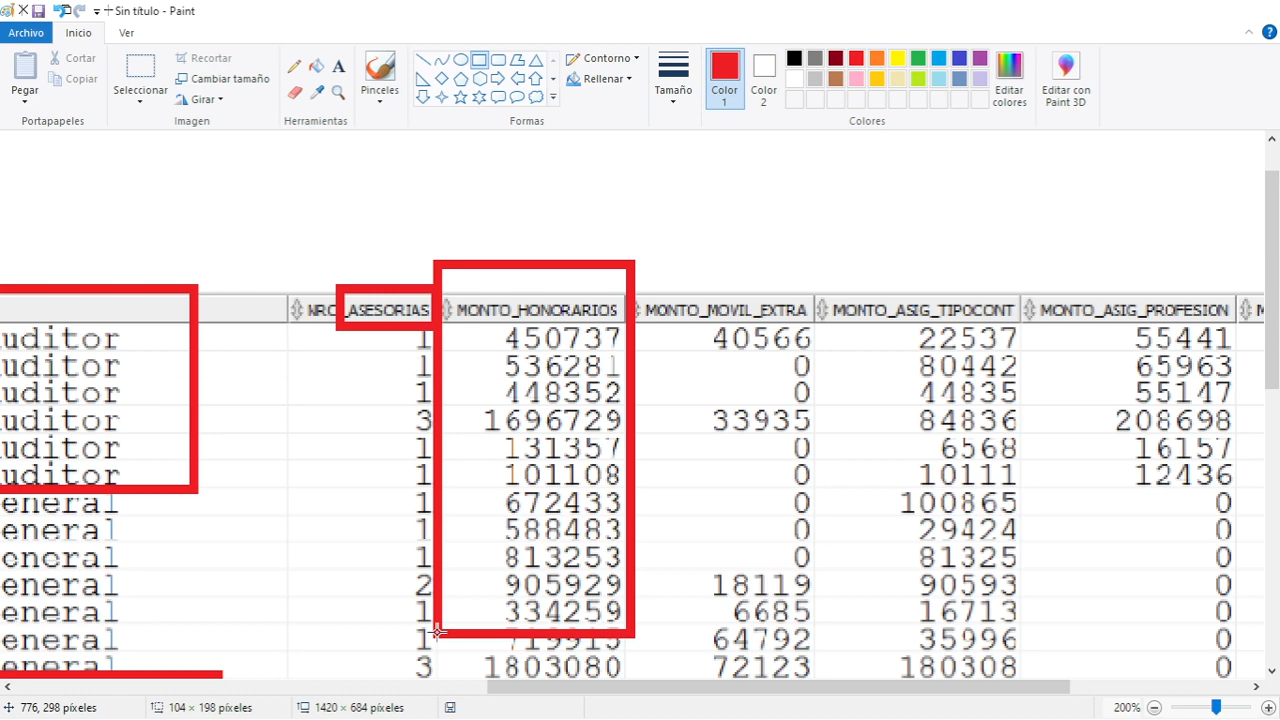 Sin título - Paint
Archivo Inicio Ver
Pegar
Cortar
Copiar
Portapapeles
Seleccionar
Recortar
Cambiar tamaño
Girar
Imagen
A
Herramientas
Pinceles
Contorno
Rellenar
Formas
Tamaño
Color 1
Color 2
Editar colores
Colores
Editar con Paint 3D
NRO_ASESORIAS MONTO_HONORARIOS MONTO_MOVIL_EXTRA MONTO_ASIG_TIPOCONT MONTO_ASIG_PROFESION
uditor 1 450737 40566 22537 55441
uditor 1 536281 0 80442 65963
uditor 1 448352 0 44835 55147
uditor 3 1696729 33935 84836 208698
uditor 1 131357 0 6568 16157
uditor 1 101108 0 10111 12436
eneral 1 672433 0 100865 0
eneral 1 588483 0 29424 0
eneral 1 813253 0 81325 0
eneral 2 905929 18119 90593 0
eneral 1 334259 6685 16713 0
eneral 1 719915 64792 35996 0
eneral 3 1803080 72123 180308 0
776, 298 píxeles 104 × 198 píxeles 1420 × 684 píxeles 200%